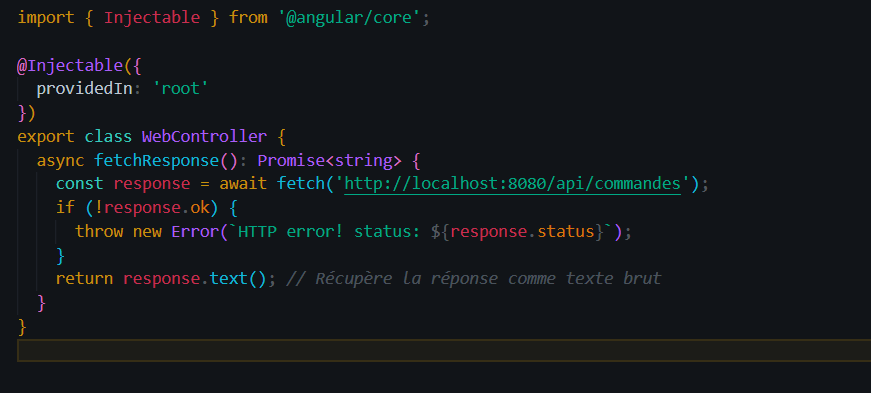 import { Injectable } from '@angular/core';
@Injectable({
providedIn: 'root'
})
export class WebController {
async fetchResponse(): Promise<string> {
const response = await fetch('http://localhost:8080/api/commandes');
if (!response.ok) {
throw new Error(`HTTP error! status: ${response.status}`);
}
return response.text(); // Récupère la réponse comme texte brut
}
}